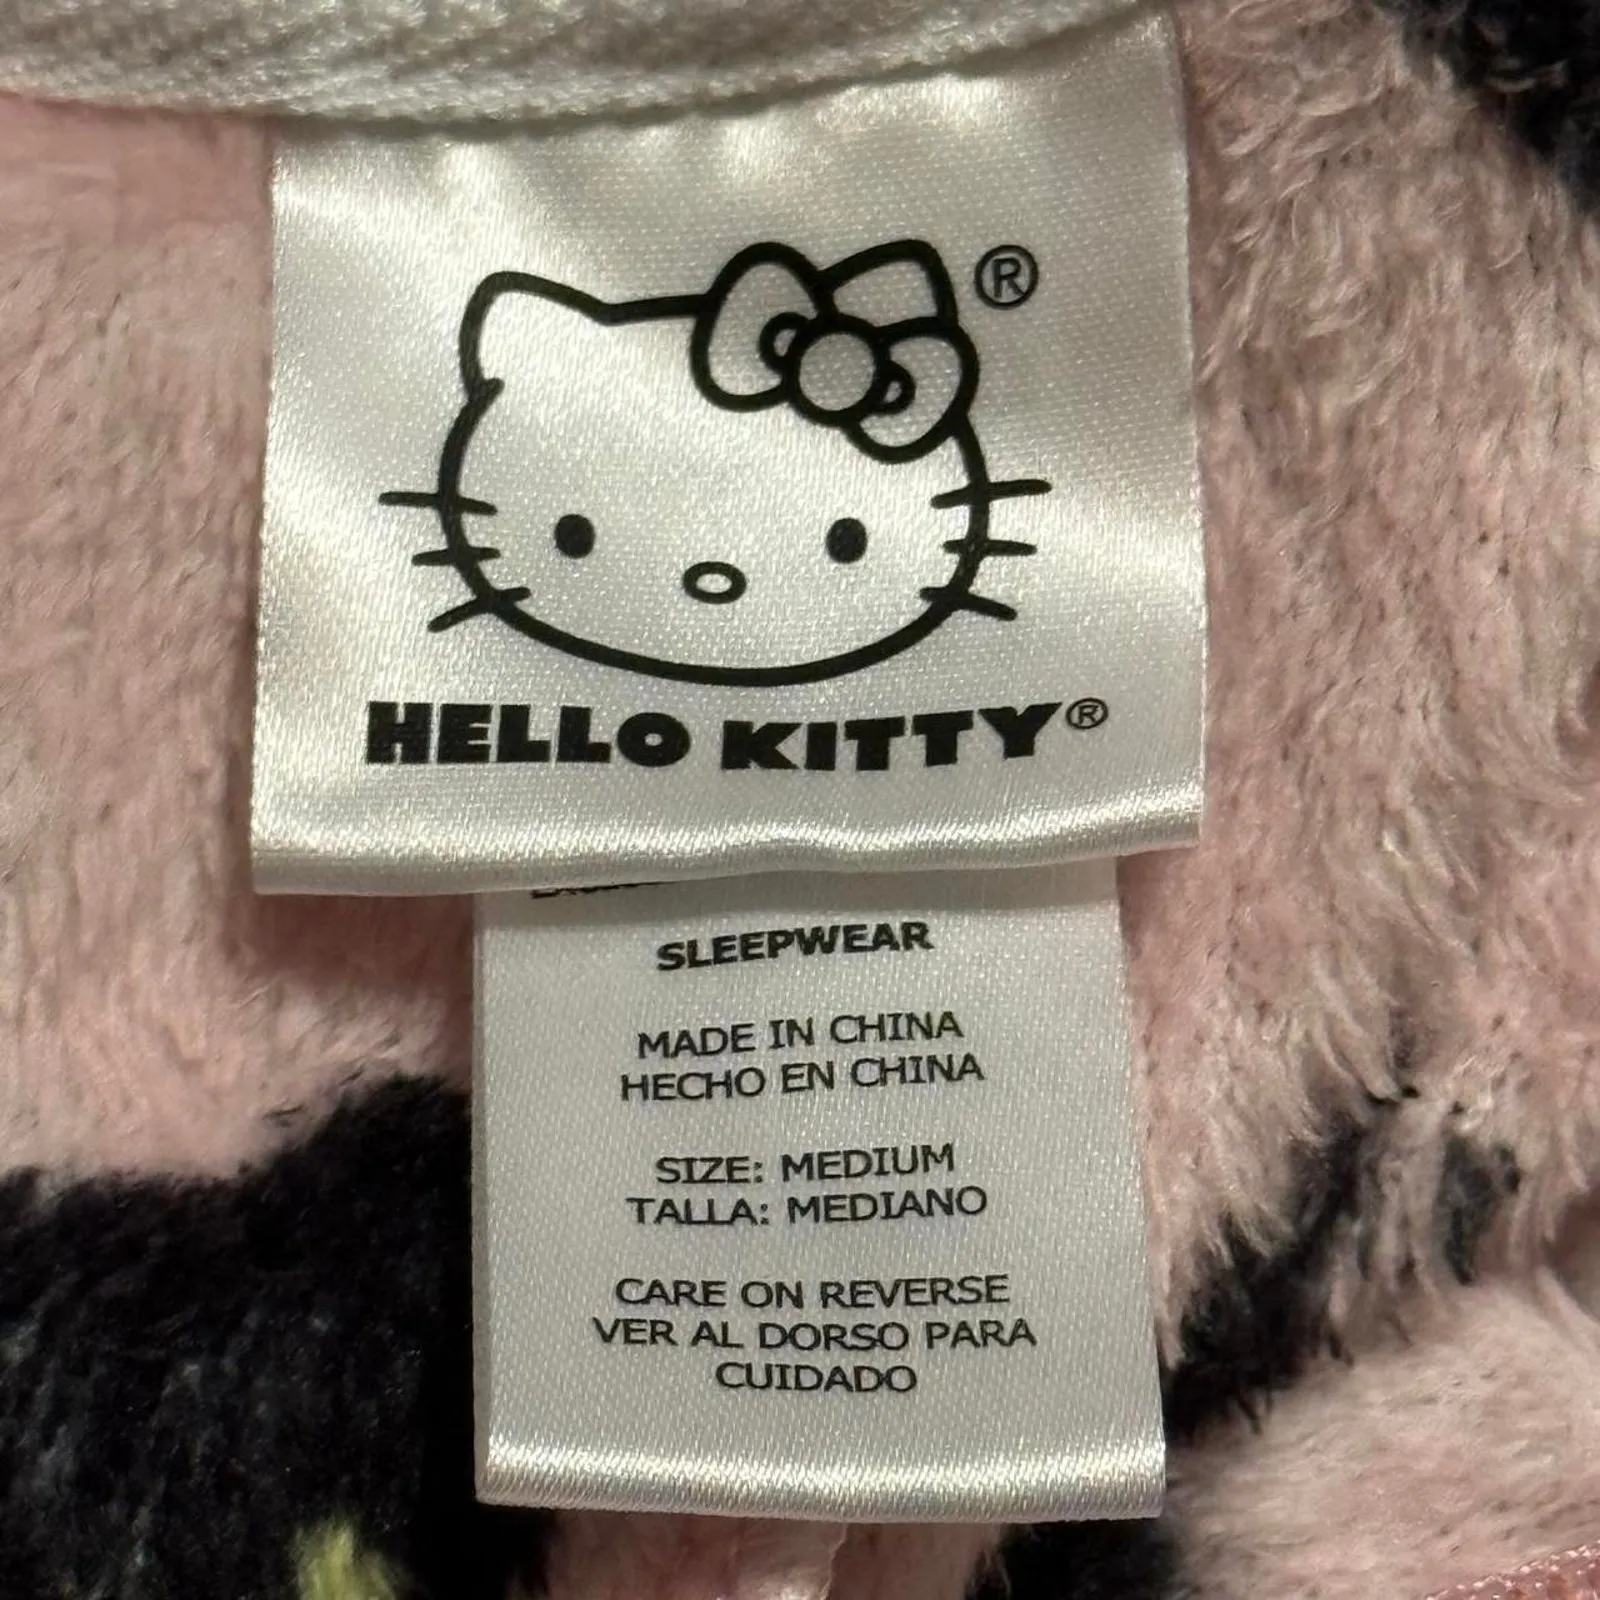 ®
HELLO KITTY®
SLEEPWEAR
MADE IN CHINA
HECHO EN CHINA
SIZE: MEDIUM
TALLA: MEDIANO
CARE ON REVERSE
VER AL DORSO PARA
CUIDADO